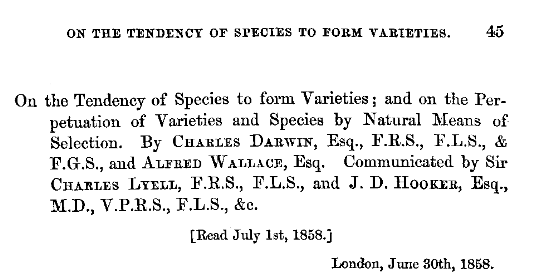 ON THE TENDENCY OF SPECIES TO FORM VARIETIES. 45
On the Tendency of Species to form Varieties; and on the Per-
petuation of Varieties and Species by Natural Means of
Selection. By CHARLES DARWIN, Esq., F.R.S., F.L.S., &
F.G.S., and ALFRED WALLACE, Esq. Communicated by Sir
CHARLES LYELL, F.R.S., F.L.S., and J. D. HOOKER, Esq.,
M.D., V.P.R.S., F.L.S., &c.
[Read July 1st, 1858.]
London, June 30th, 1858.